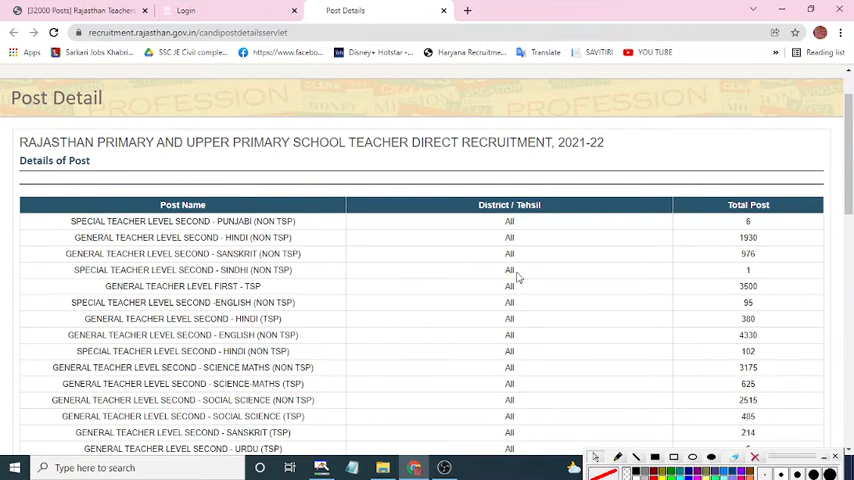 [32000 Posts] Rajasthan Teachers
Login
Post Details
recruitment.rajasthan.gov.in/candipostdetailsservlet
Apps
Sarkari Jobs Khabri...
SSC JE Civil comple...
https://www.facebo...
Disney+ Hotstar -...
Haryana Recruitme...
Translate
SAVITIRI
YOU TUBE
Reading list
Post Detail
RAJASTHAN PRIMARY AND UPPER PRIMARY SCHOOL TEACHER DIRECT RECRUITMENT, 2021-22
Details of Post
Post Name District / Tehsil Total Post
SPECIAL TEACHER LEVEL SECOND - PUNJABI (NON TSP) All 6
GENERAL TEACHER LEVEL SECOND - HINDI (NON TSP) All 1930
GENERAL TEACHER LEVEL SECOND - SANSKRIT (NON TSP) All 976
SPECIAL TEACHER LEVEL SECOND - SINDHI (NON TSP) All 1
GENERAL TEACHER LEVEL FIRST - TSP All 3500
SPECIAL TEACHER LEVEL SECOND -ENGLISH (NON TSP) All 95
GENERAL TEACHER LEVEL SECOND - HINDI (TSP) All 380
GENERAL TEACHER LEVEL SECOND - ENGLISH (NON TSP) All 4330
SPECIAL TEACHER LEVEL SECOND - HINDI (NON TSP) All 102
GENERAL TEACHER LEVEL SECOND - SCIENCE MATHS (NON TSP) All 3175
GENERAL TEACHER LEVEL SECOND - SCIENCE-MATHS (TSP) All 625
GENERAL TEACHER LEVEL SECOND - SOCIAL SCIENCE (NON TSP) All 2515
GENERAL TEACHER LEVEL SECOND - SOCIAL SCIENCE (TSP) All 485
GENERAL TEACHER LEVEL SECOND - SANSKRIT (TSP) All 214
GENERAL TEACHER LEVEL SECOND - URDU (TSP) All
Type here to search